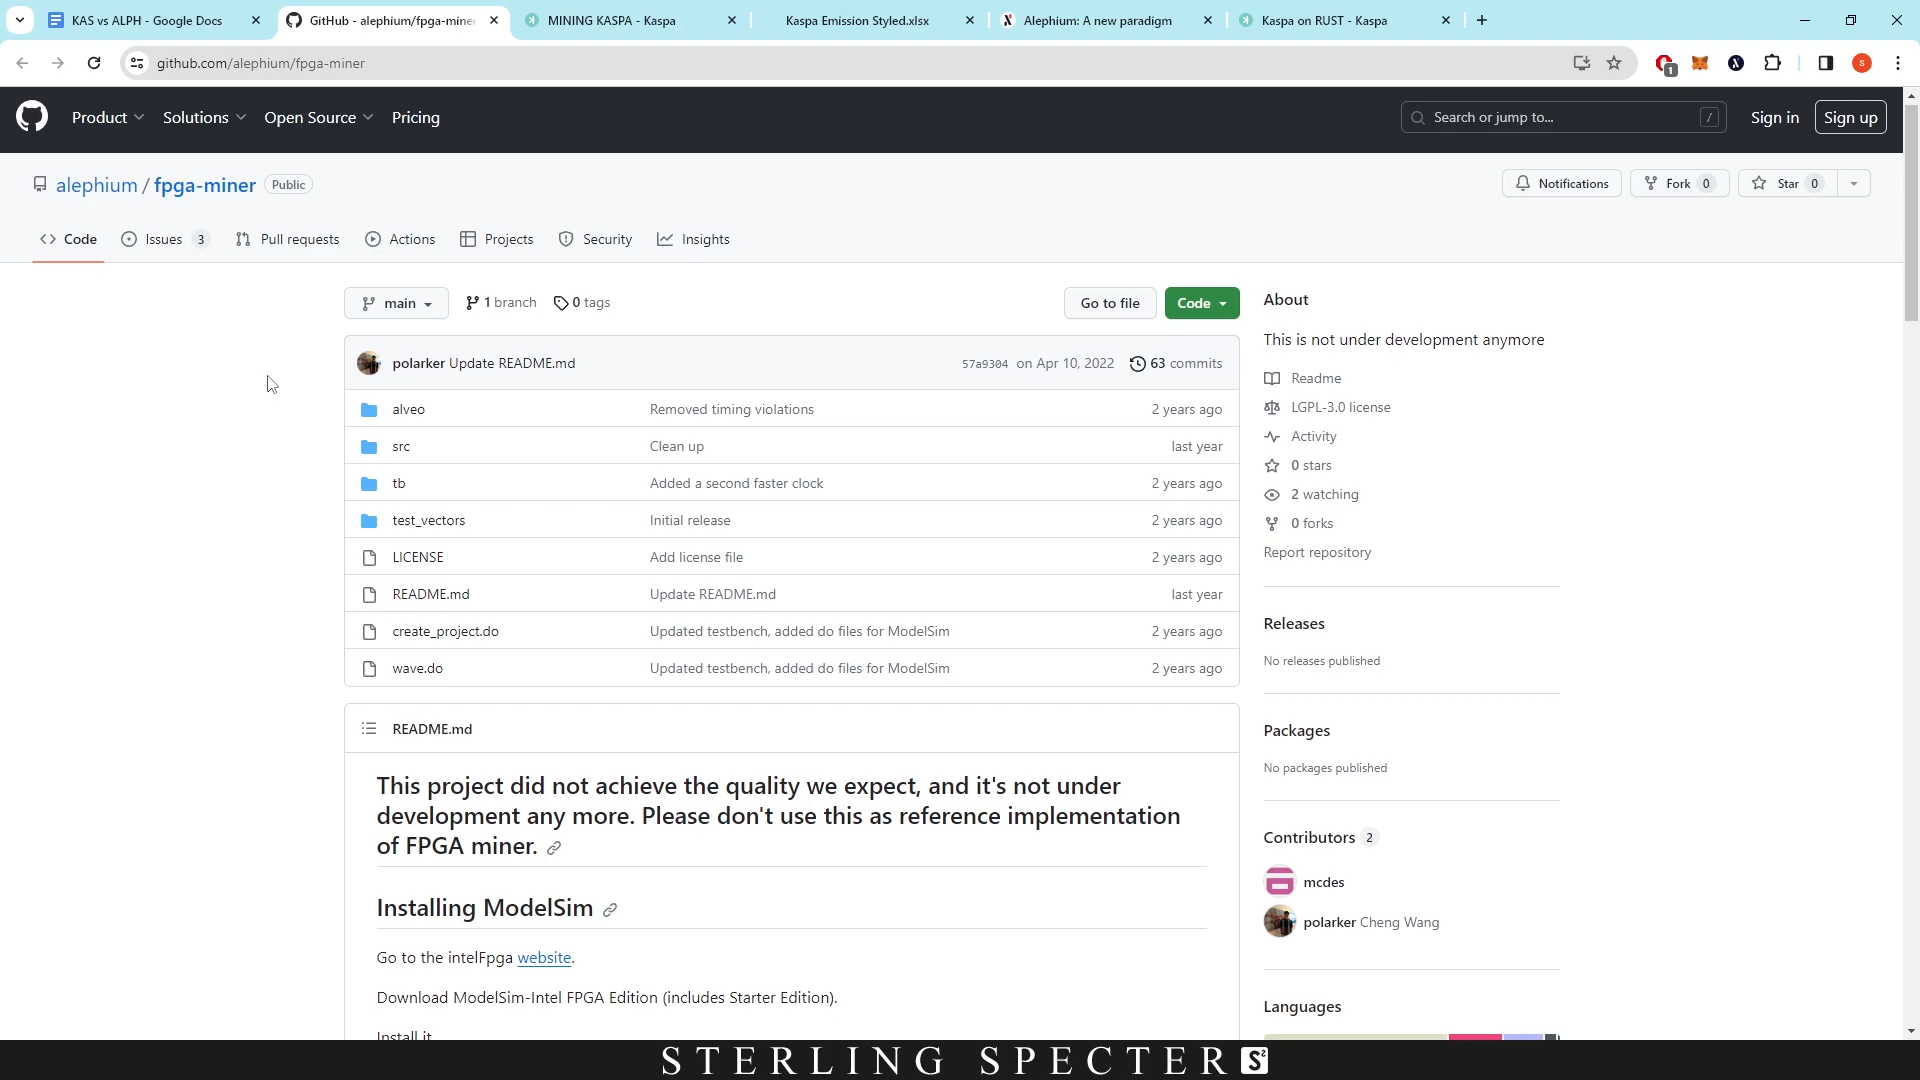 KAS vs ALPH - Google Docs
GitHub - alephium/fpga-miner
MINING KASPA - Kaspa
Kaspa Emission Styled.xlsx
Alephium: A new paradigm
Kaspa on RUST - Kaspa
github.com/alephium/fpga-miner
1
S
Product
Solutions
Open Source
Pricing
Search or jump to...
/
Sign in
Sign up
alephium / fpga-miner Public
Notifications
Fork 0
Star 0
Code
Issues 3
Pull requests
Actions
Projects
Security
Insights
main
1 branch
0 tags
Go to file
Code
polarker Update README.md 57a9304 on Apr 10, 2022 63 commits
alveo Removed timing violations 2 years ago
src Clean up last year
tb Added a second faster clock 2 years ago
test_vectors Initial release 2 years ago
LICENSE Add license file 2 years ago
README.md Update README.md last year
create_project.do Updated testbench, added do files for ModelSim 2 years ago
wave.do Updated testbench, added do files for ModelSim 2 years ago
README.md
This project did not achieve the quality we expect, and it's not under
development any more. Please don't use this as reference implementation
of FPGA miner.
Installing ModelSim
Go to the intelFpga website.
Download ModelSim-Intel FPGA Edition (includes Starter Edition).
Install it
About
This is not under development anymore
Readme
LGPL-3.0 license
Activity
0 stars
2 watching
0 forks
Report repository
Releases
No releases published
Packages
No packages published
Contributors 2
mcdes
polarker Cheng Wang
Languages
STERLING SPECTER S²